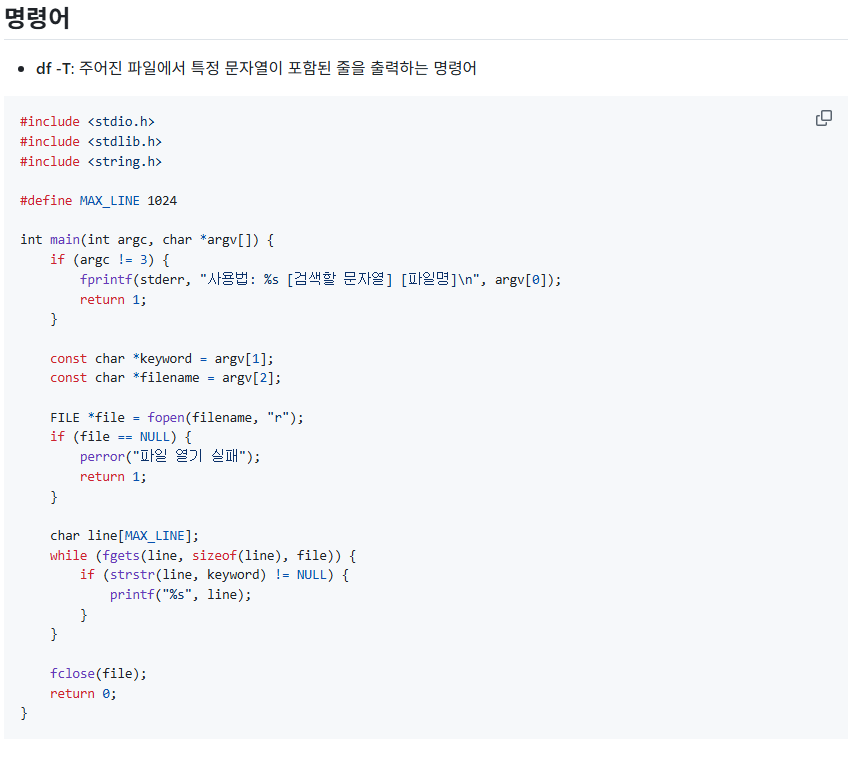 명령어
df -T: 주어진 파일에서 특정 문자열이 포함된 줄을 출력하는 명령어
#include <stdio.h>
#include <stdlib.h>
#include <string.h>

#define MAX_LINE 1024

int main(int argc, char *argv[]) {
    if (argc != 3) {
        fprintf(stderr, "사용법: %s [검색할 문자열] [파일명]\n", argv[0]);
        return 1;
    }

    const char *keyword = argv[1];
    const char *filename = argv[2];

    FILE *file = fopen(filename, "r");
    if (file == NULL) {
        perror("파일 열기 실패");
        return 1;
    }

    char line[MAX_LINE];
    while (fgets(line, sizeof(line), file)) {
        if (strstr(line, keyword) != NULL) {
            printf("%s", line);
        }
    }

    fclose(file);
    return 0;
}